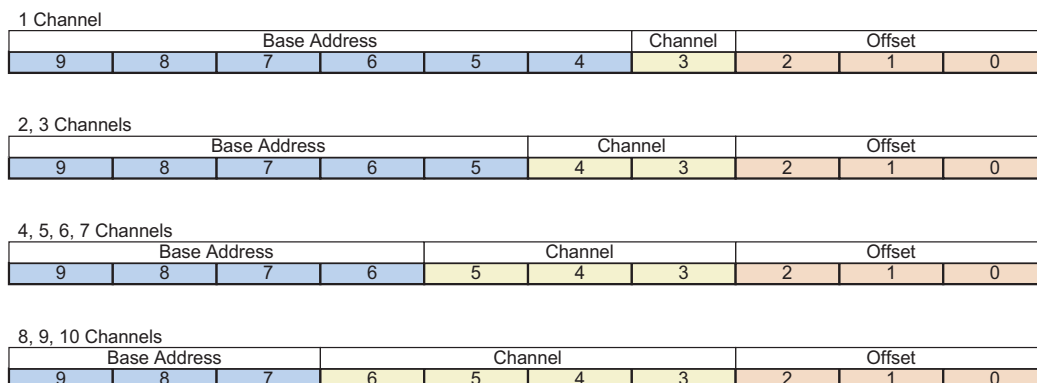 1 Channel
Base Address Channel Offset
9 8 7 6 5 4 3 2 1 0
2, 3 Channels
Base Address Channel Offset
9 8 7 6 5 4 3 2 1 0
4, 5, 6, 7 Channels
Base Address Channel Offset
9 8 7 6 5 4 3 2 1 0
8, 9, 10 Channels
Base Address Channel Offset
9 8 7 6 5 4 3 2 1 0